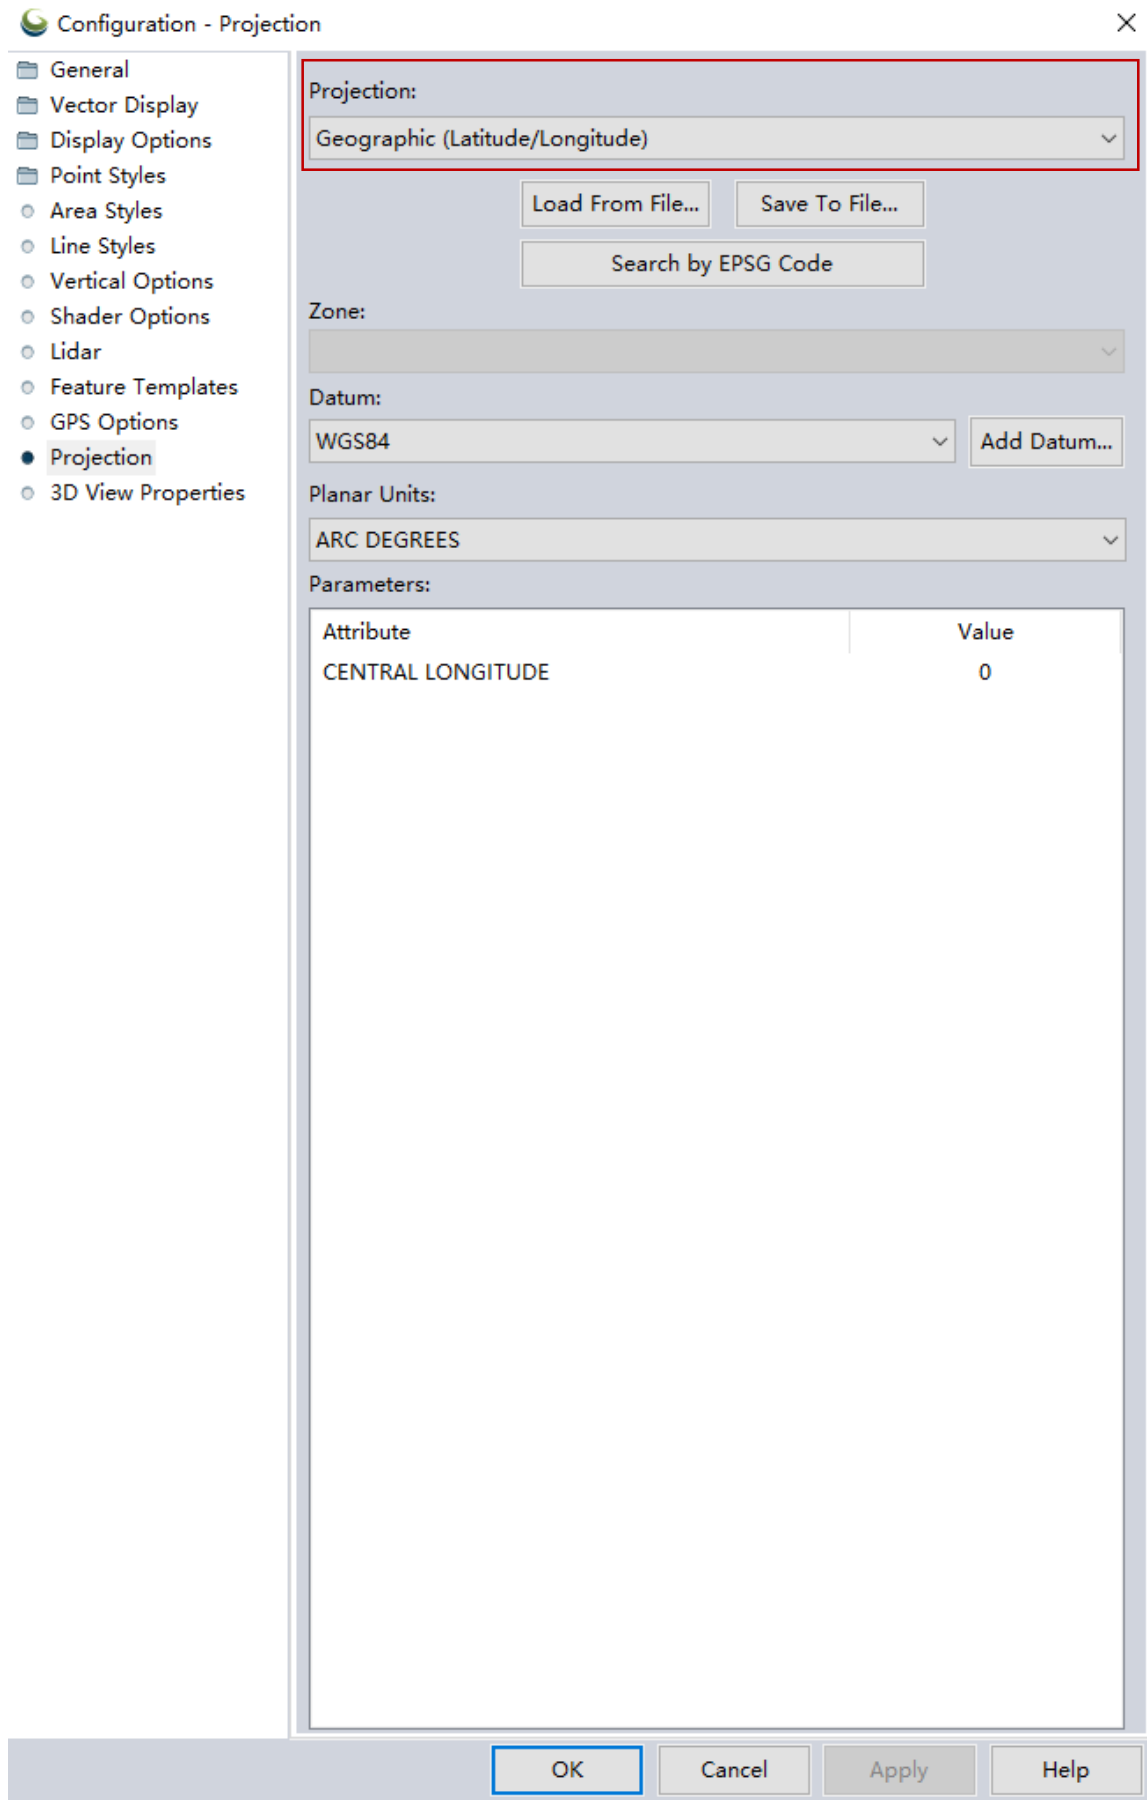 Configuration - Projection
General
Vector Display
Display Options
Point Styles
Area Styles
Line Styles
Vertical Options
Shader Options
Lidar
Feature Templates
GPS Options
Projection
3D View Properties
Projection:
Geographic (Latitude/Longitude)
Load From File... Save To File...
Search by EPSG Code
Zone:
Datum:
WGS84 Add Datum...
Planar Units:
ARC DEGREES
Parameters:
Attribute Value
CENTRAL LONGITUDE 0
OK Cancel Apply Help